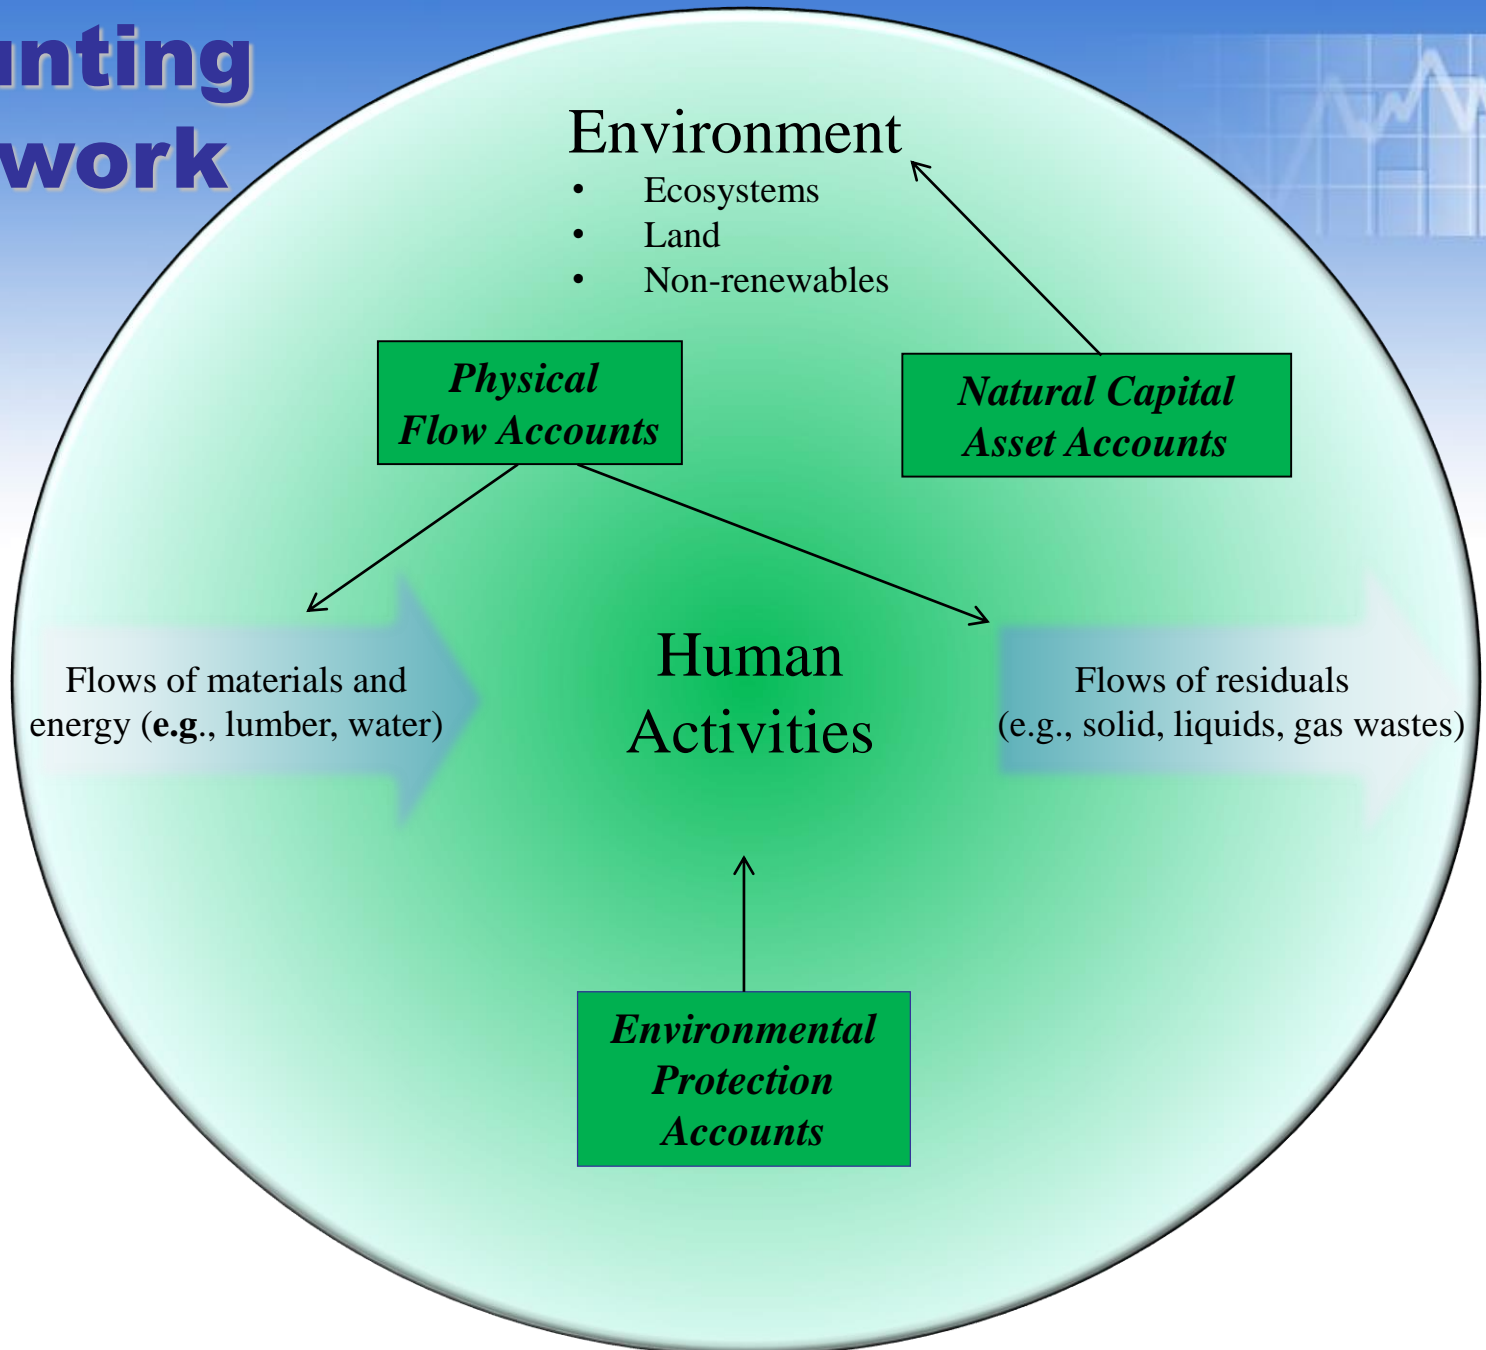 unting
work
Environment
• Ecosystems
• Land
• Non-renewables
Physical
Flow Accounts
Natural Capital
Asset Accounts
Flows of materials and
energy (e.g., lumber, water)
Human
Activities
Flows of residuals
(e.g., solid, liquids, gas wastes)
Environmental
Protection
Accounts